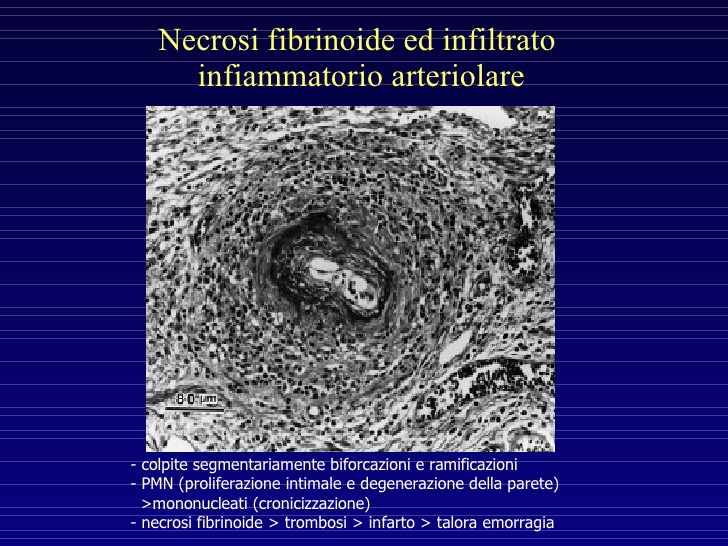 Necrosi fibrinoide ed infiltrato
infiammatorio arteriolare
80 µm
- colpite segmentariamente biforcazioni e ramificazioni
- PMN (proliferazione intimale e degenerazione della parete)
>mononucleati (cronicizzazione)
- necrosi fibrinoide > trombosi > infarto > talora emorragia